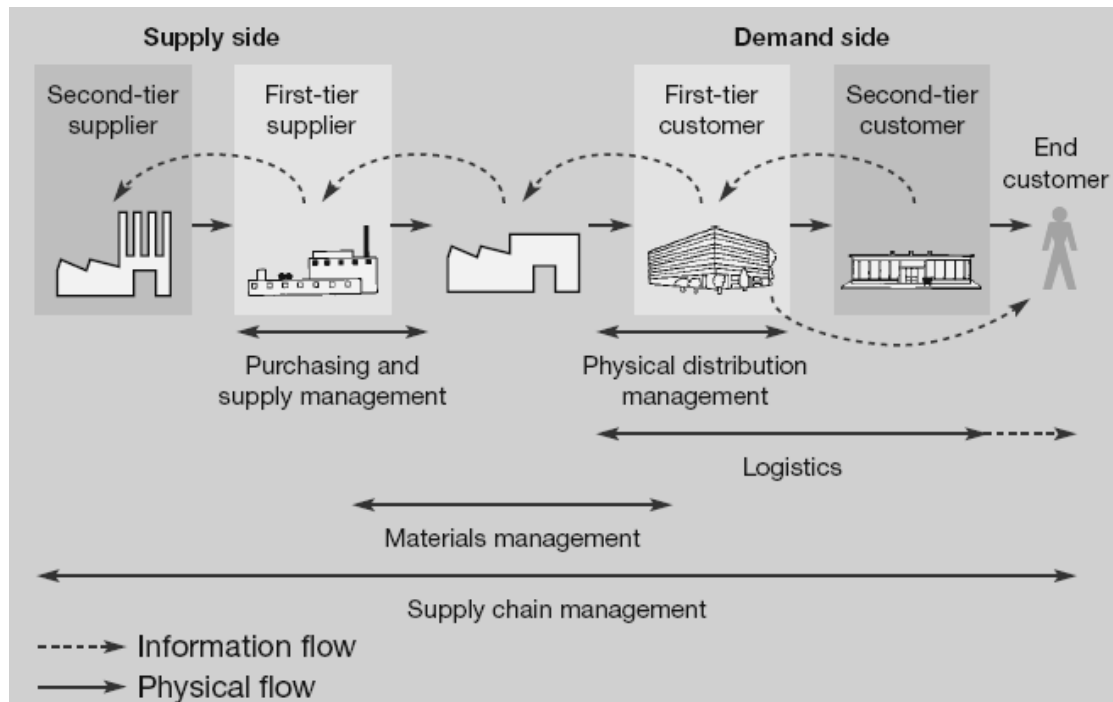 Supply side
Demand side
Second-tier
supplier
First-tier
supplier
First-tier
customer
Second-tier
customer
End
customer
Purchasing and
supply management
Physical distribution
management
Logistics
Materials management
Supply chain management
Information flow
Physical flow